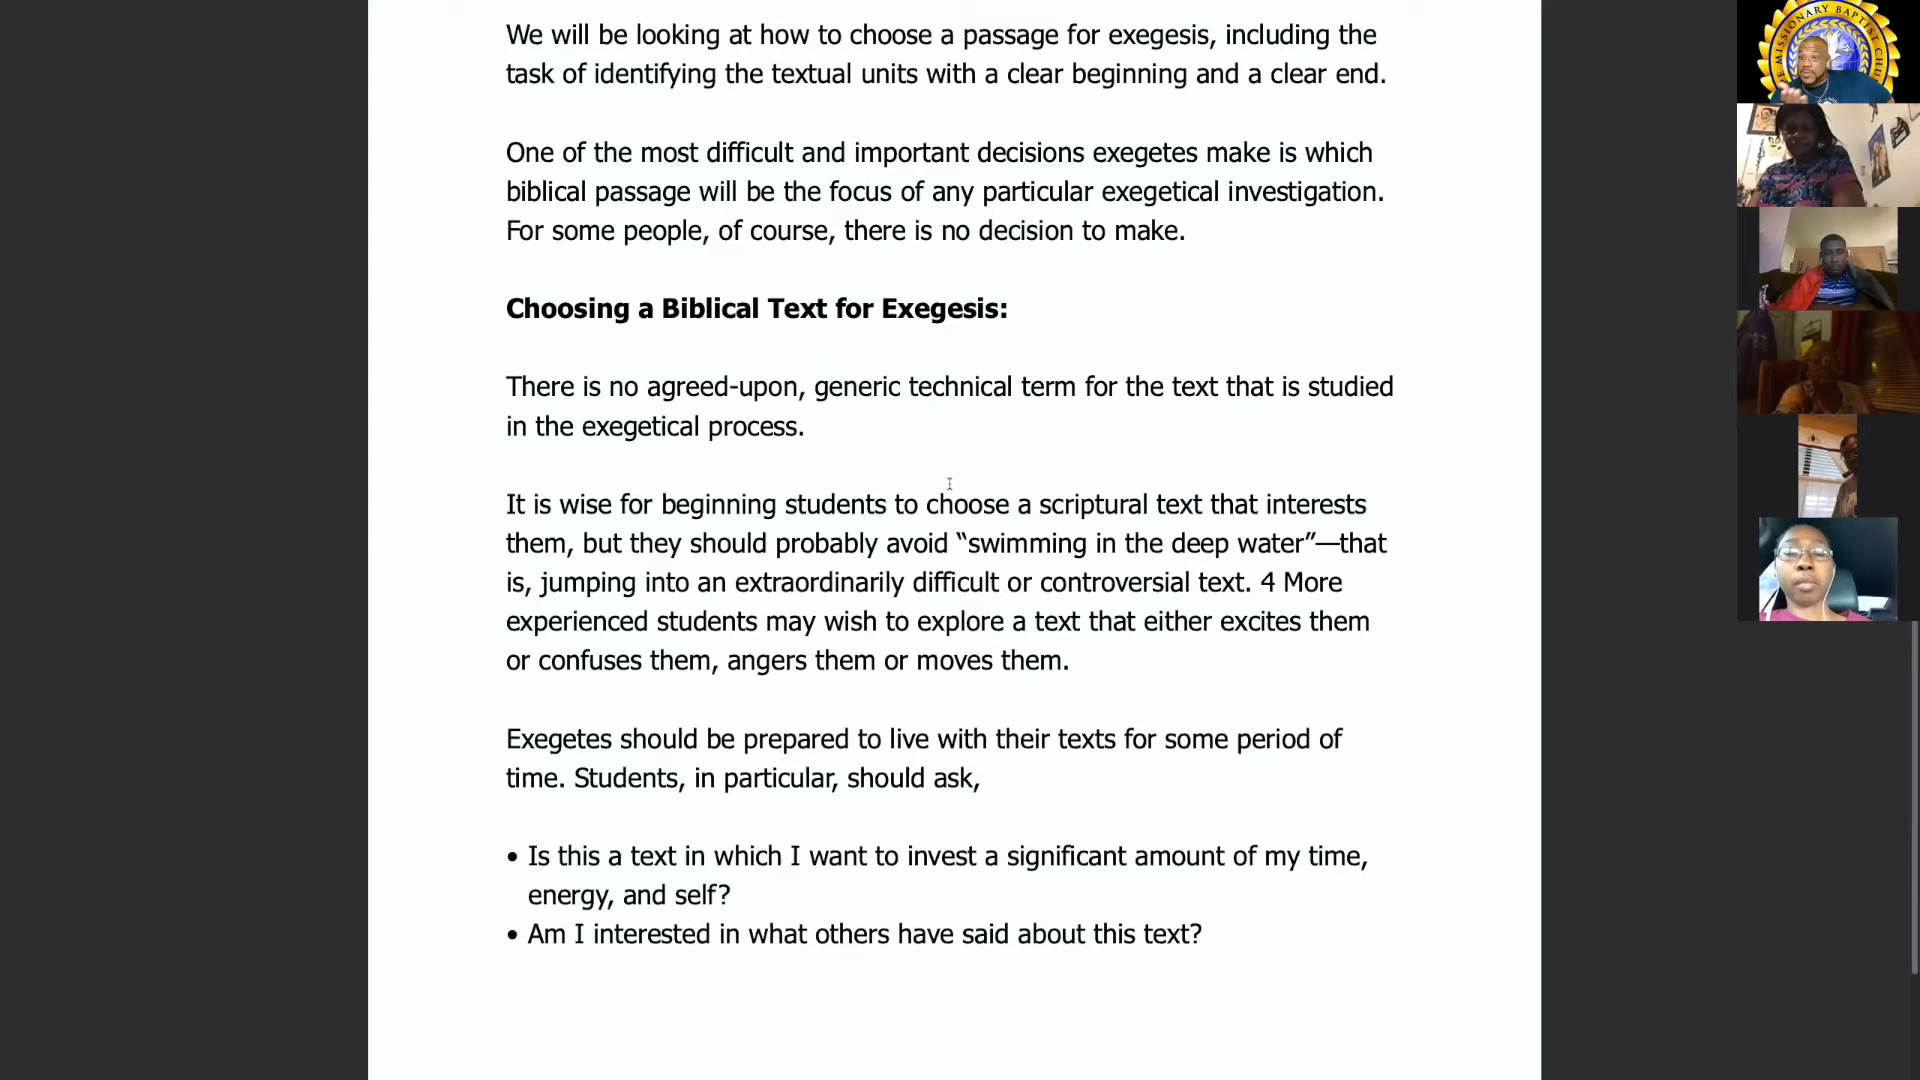 We will be looking at how to choose a passage for exegesis, including the
task of identifying the textual units with a clear beginning and a clear end.
One of the most difficult and important decisions exegetes make is which
biblical passage will be the focus of any particular exegetical investigation.
For some people, of course, there is no decision to make.
Choosing a Biblical Text for Exegesis:
There is no agreed-upon, generic technical term for the text that is studied
in the exegetical process.
It is wise for beginning students to choose a scriptural text that interests
them, but they should probably avoid “swimming in the deep water”—that
is, jumping into an extraordinarily difficult or controversial text. 4 More
experienced students may wish to explore a text that either excites them
or confuses them, angers them or moves them.
Exegetes should be prepared to live with their texts for some period of
time. Students, in particular, should ask,
• Is this a text in which I want to invest a significant amount of my time,
energy, and self?
• Am I interested in what others have said about this text?
MISSIONARY BAPTIST